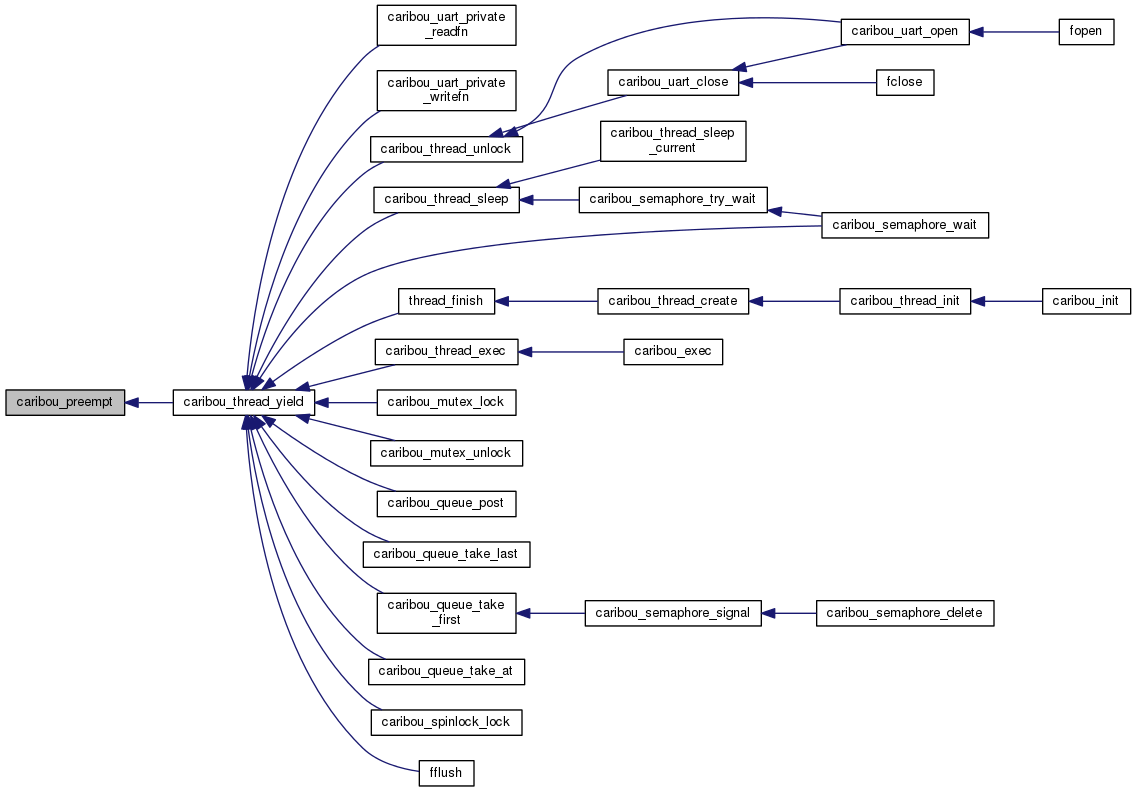 caribou_uart_private
_readfn
caribou_uart_open
fopen
caribou_uart_private
_writefn
caribou_uart_close
fclose
caribou_thread_unlock
caribou_thread_sleep
_current
caribou_thread_sleep
caribou_semaphore_try_wait
caribou_semaphore_wait
thread_finish
caribou_thread_create
caribou_thread_init
caribou_init
caribou_thread_exec
caribou_exec
caribou_preempt
caribou_thread_yield
caribou_mutex_lock
caribou_mutex_unlock
caribou_queue_post
caribou_queue_take_last
caribou_queue_take
_first
caribou_semaphore_signal
caribou_semaphore_delete
caribou_queue_take_at
caribou_spinlock_lock
fflush